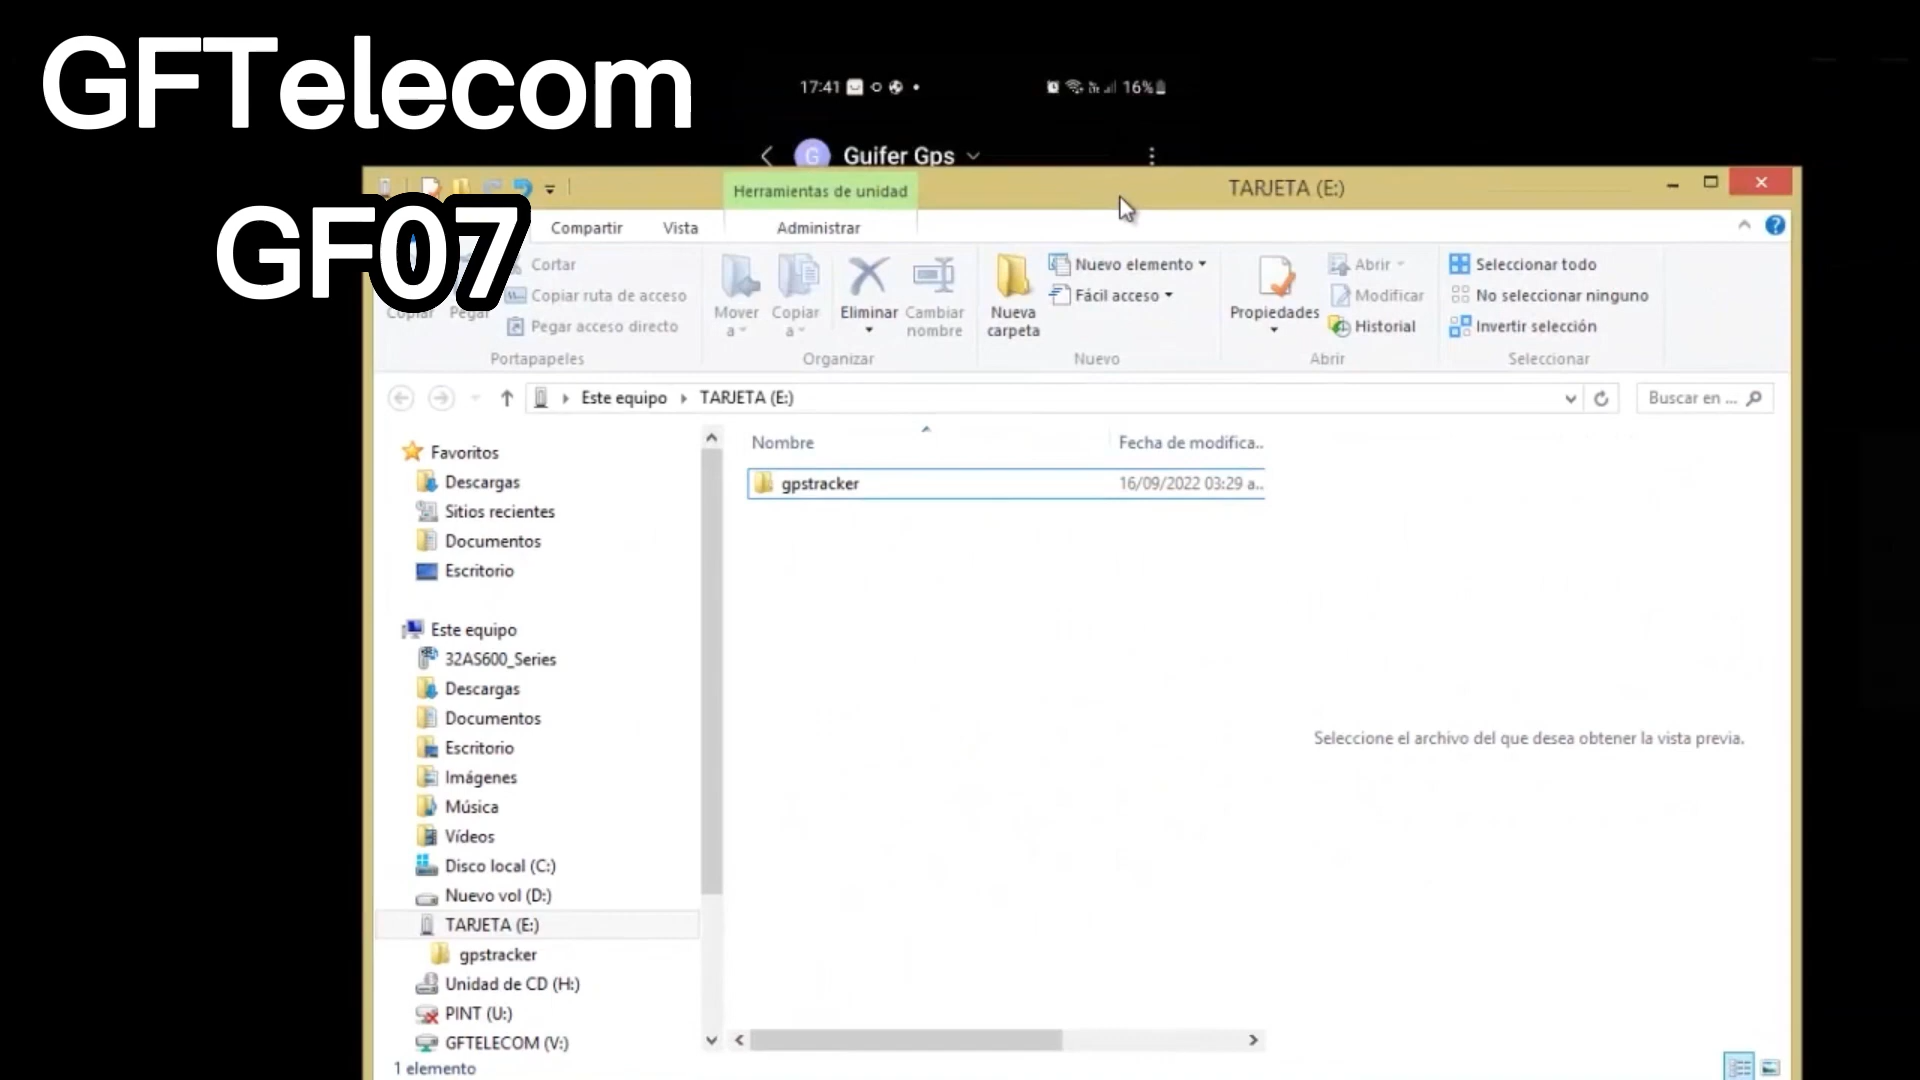 GFTelecom
GF07
17:41
16%
G Guifer Gps
Herramientas de unidad
TARJETA (E:)
Compartir
Vista
Administrar
Cortar
Copiar ruta de acceso
Pegar acceso directo
Copiar
Pegar
Portapapeles
Mover a
Copiar a
Eliminar
Cambiar nombre
Organizar
Nueva carpeta
Nuevo elemento
Fácil acceso
Nuevo
Propiedades
Abrir
Modificar
Historial
Abrir
Seleccionar todo
No seleccionar ninguno
Invertir selección
Seleccionar
Este equipo
TARJETA (E:)
Buscar en ...
Nombre
Fecha de modifica..
gpstracker
16/09/2022 03:29 a..
Favoritos
Descargas
Sitios recientes
Documentos
Escritorio
Este equipo
32AS600_Series
Descargas
Documentos
Escritorio
Imágenes
Música
Vídeos
Disco local (C:)
Nuevo vol (D:)
TARJETA (E:)
gpstracker
Unidad de CD (H:)
PINT (U:)
GFTELECOM (V:)
Seleccione el archivo del que desea obtener la vista previa.
1 elemento